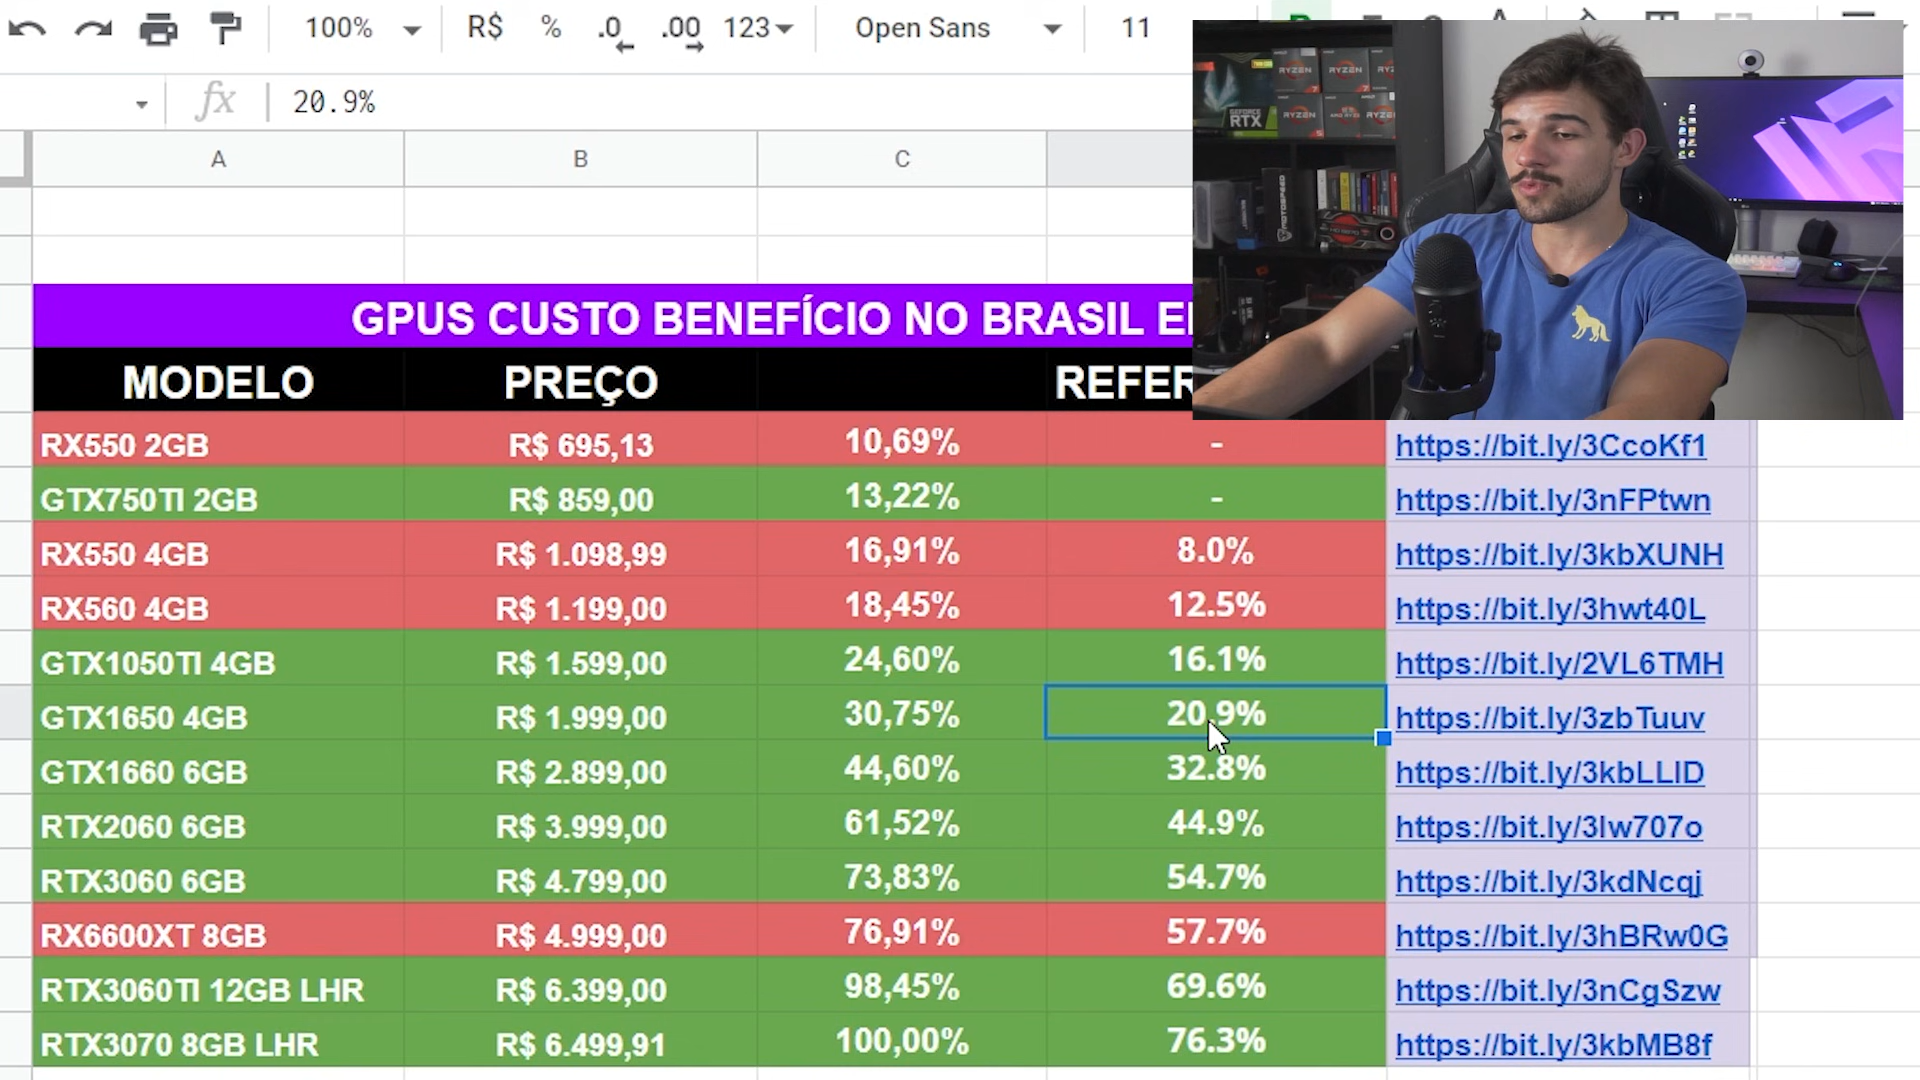 100% R$ % .0 .00 123 Open Sans 11
fx 20.9%
A B C
GPUS CUSTO BENEFÍCIO NO BRASIL
MODELO PREÇO REFER
RX550 2GB R$ 695,13 10,69% - https://bit.ly/3CcoKf1
GTX750TI 2GB R$ 859,00 13,22% - https://bit.ly/3nFPtwn
RX550 4GB R$ 1.098,99 16,91% 8.0% https://bit.ly/3kbXUNH
RX560 4GB R$ 1.199,00 18,45% 12.5% https://bit.ly/3hwt40L
GTX1050TI 4GB R$ 1.599,00 24,60% 16.1% https://bit.ly/2VL6TMH
GTX1650 4GB R$ 1.999,00 30,75% 20.9% https://bit.ly/3zbTuuv
GTX1660 6GB R$ 2.899,00 44,60% 32.8% https://bit.ly/3kbLLlD
RTX2060 6GB R$ 3.999,00 61,52% 44.9% https://bit.ly/3lw707o
RTX3060 6GB R$ 4.799,00 73,83% 54.7% https://bit.ly/3kdNcqj
RX6600XT 8GB R$ 4.999,00 76,91% 57.7% https://bit.ly/3hBRw0G
RTX3060TI 12GB LHR R$ 6.399,00 98,45% 69.6% https://bit.ly/3nCgSzw
RTX3070 8GB LHR R$ 6.499,91 100,00% 76.3% https://bit.ly/3kbMB8f
RYZEN RYZEN
GEFORCE RTX
RYZEN
MOTOSPEED